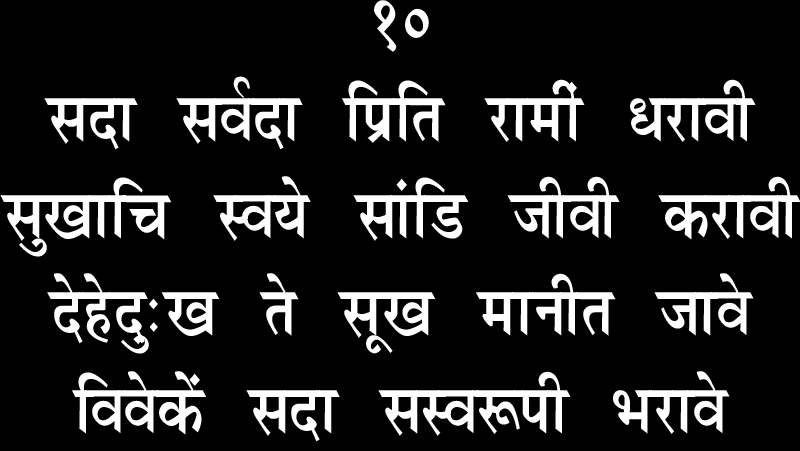 १०
सदा सर्वदा प्रिति रामीं धरावी
सुखाचि स्वये सांडि जीवी करावी
देहेदुःख ते सूख मानीत जावे
विवेकें सदा सस्वरूपी भरावे